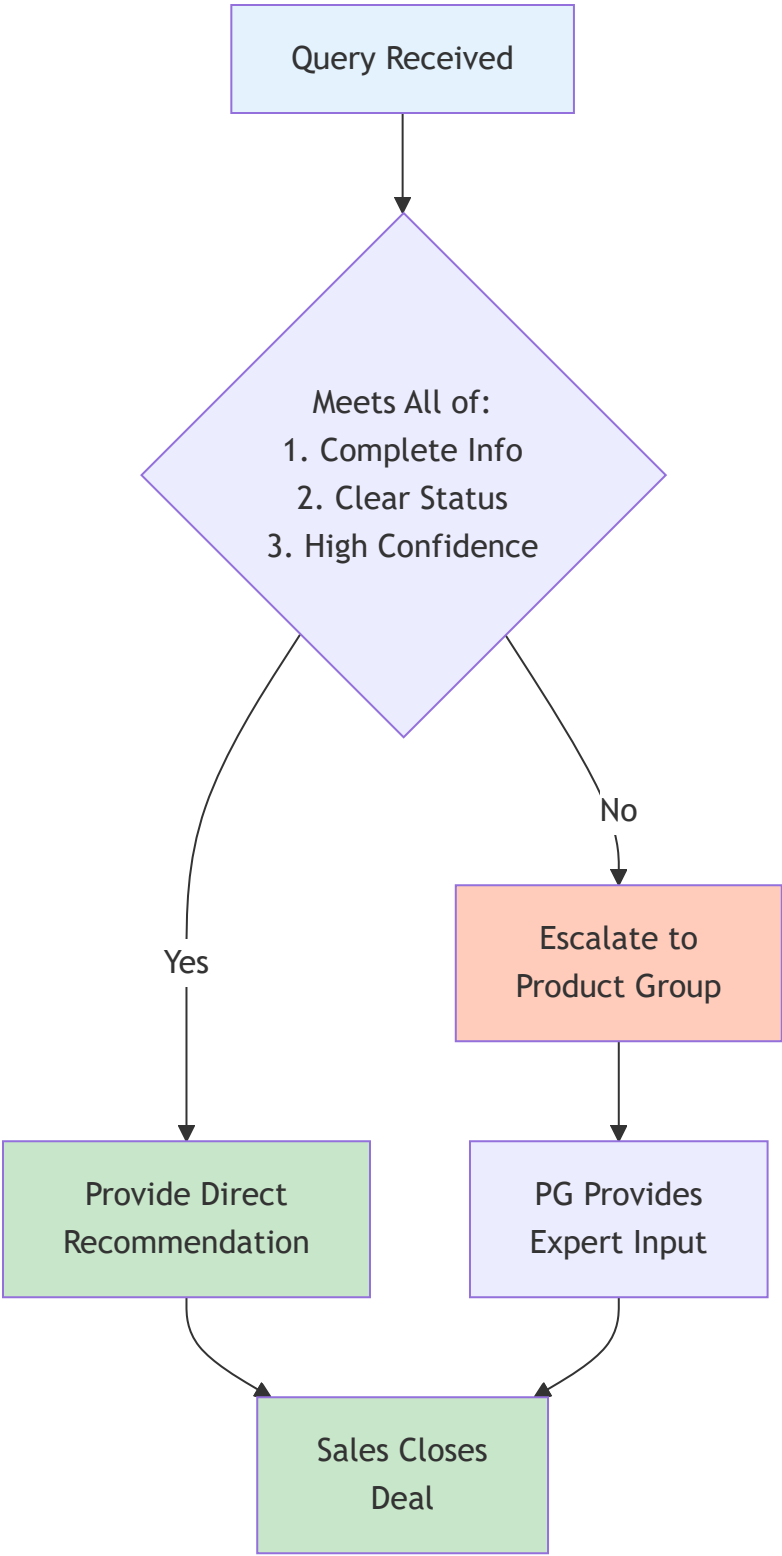 Query Received
Meets All of:
1. Complete Info
2. Clear Status
3. High Confidence
No
Escalate to
Product Group
Yes
Provide Direct
Recommendation
PG Provides
Expert Input
Sales Closes
Deal